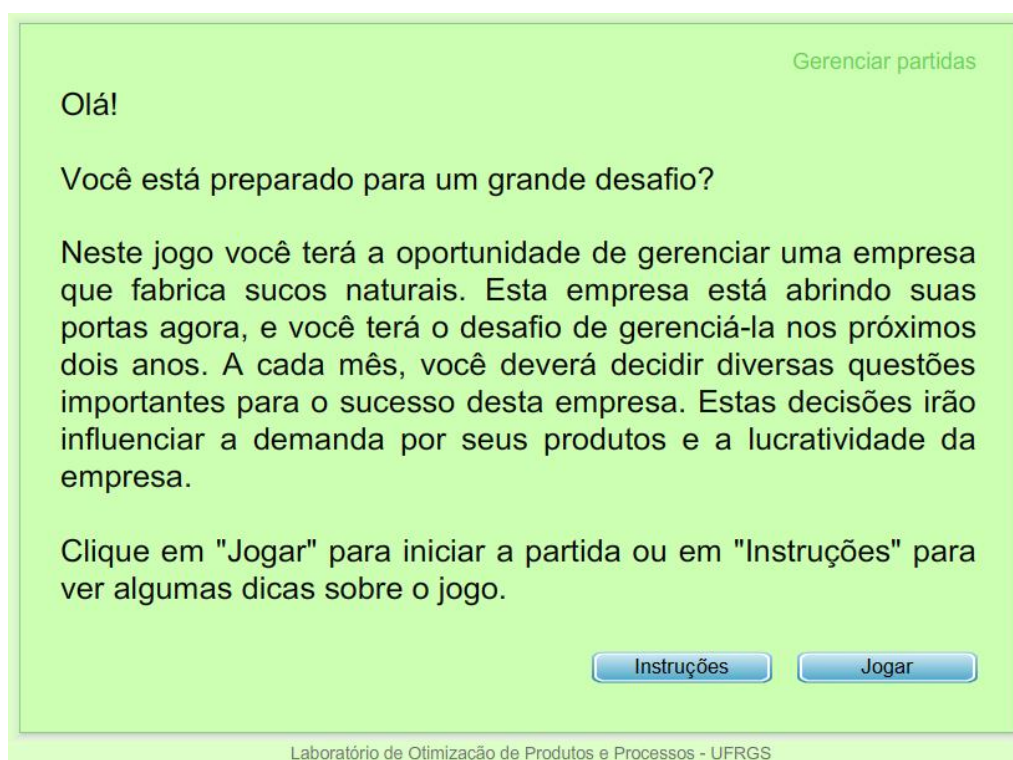 Gerenciar partidas
Olá!
Você está preparado para um grande desafio?
Neste jogo você terá a oportunidade de gerenciar uma empresa
que fabrica sucos naturais. Esta empresa está abrindo suas
portas agora, e você terá o desafio de gerenciá-la nos próximos
dois anos. A cada mês, você deverá decidir diversas questões
importantes para o sucesso desta empresa. Estas decisões irão
influenciar a demanda por seus produtos e a lucratividade da
empresa.
Clique em "Jogar" para iniciar a partida ou em "Instruções" para
ver algumas dicas sobre o jogo.
Instruções Jogar
Laboratório de Otimização de Produtos e Processos - UFRGS